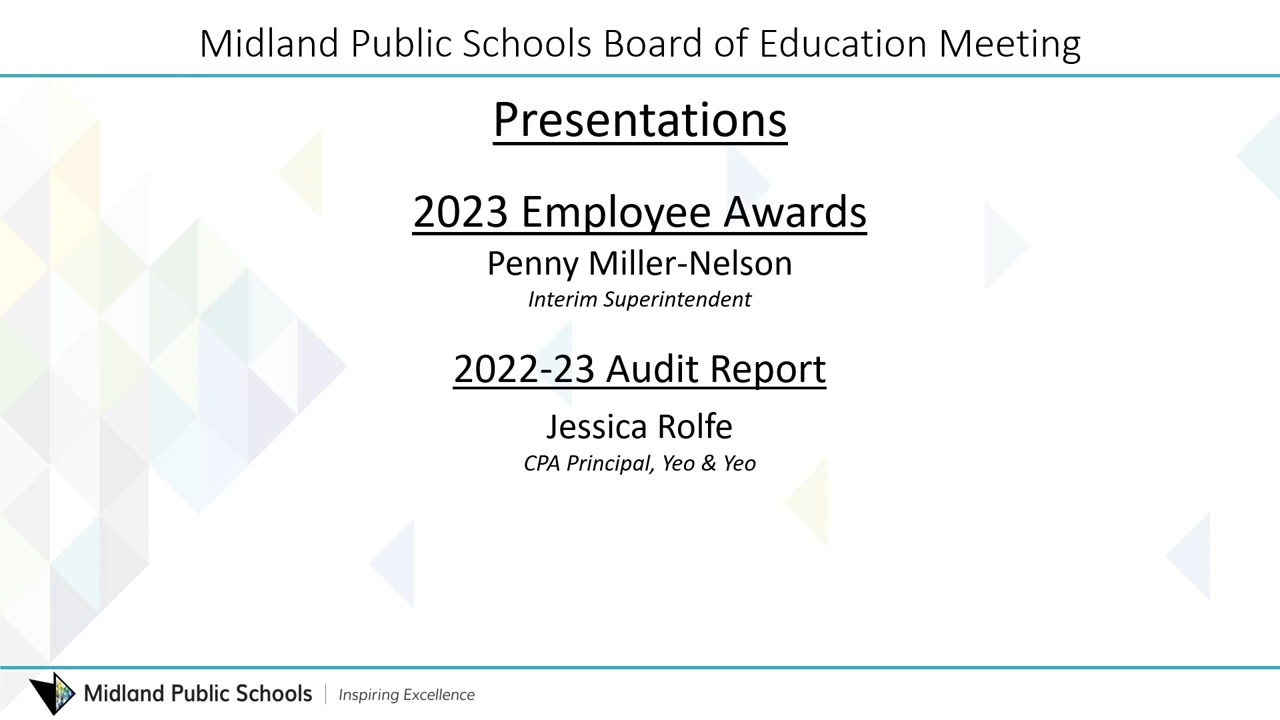 Midland Public Schools Board of Education Meeting
Presentations
2023 Employee Awards
Penny Miller-Nelson
Interim Superintendent
2022-23 Audit Report
Jessica Rolfe
CPA Principal, Yeo & Yeo
Midland Public Schools | Inspiring Excellence